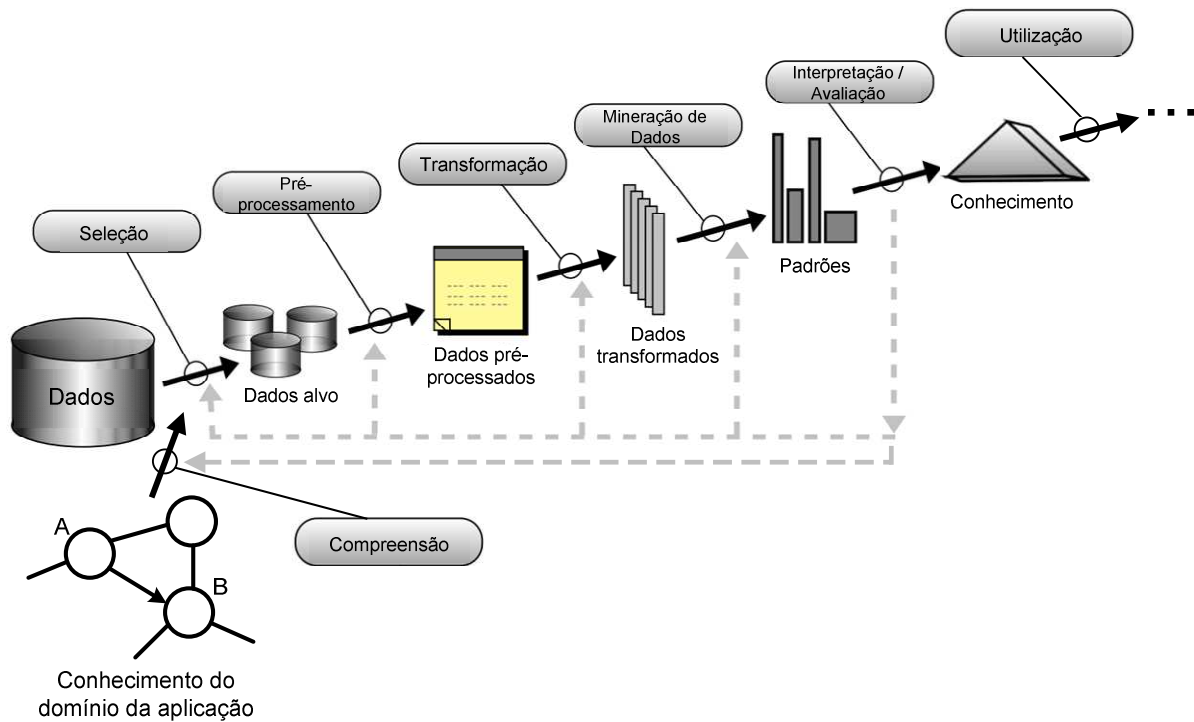 Utilização
Interpretação /
Avaliação
Mineração de
Dados
Transformação
Pré-
processamento
Seleção
Conhecimento
Padrões
Dados
transformados
Dados pré-
processados
Dados alvo
Dados
Compreensão
A
B
Conhecimento do
domínio da aplicação